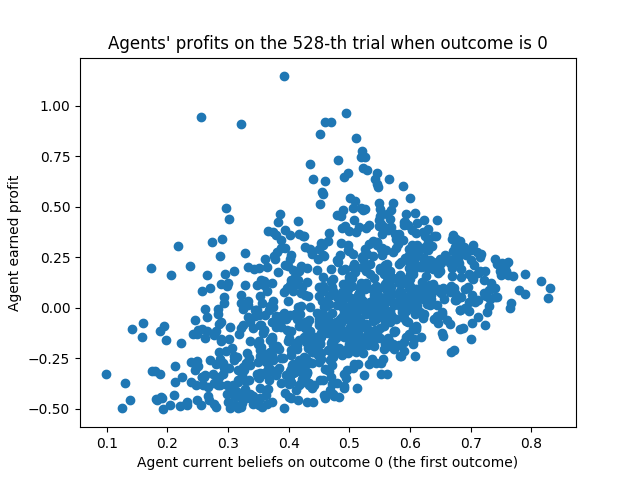 Agents' profits on the 528-th trial when outcome is 0
Agent earned profit
1.00
0.75
0.50
0.25
0.00
−0.25
−0.50
0.1 0.2 0.3 0.4 0.5 0.6 0.7 0.8
Agent current beliefs on outcome 0 (the first outcome)